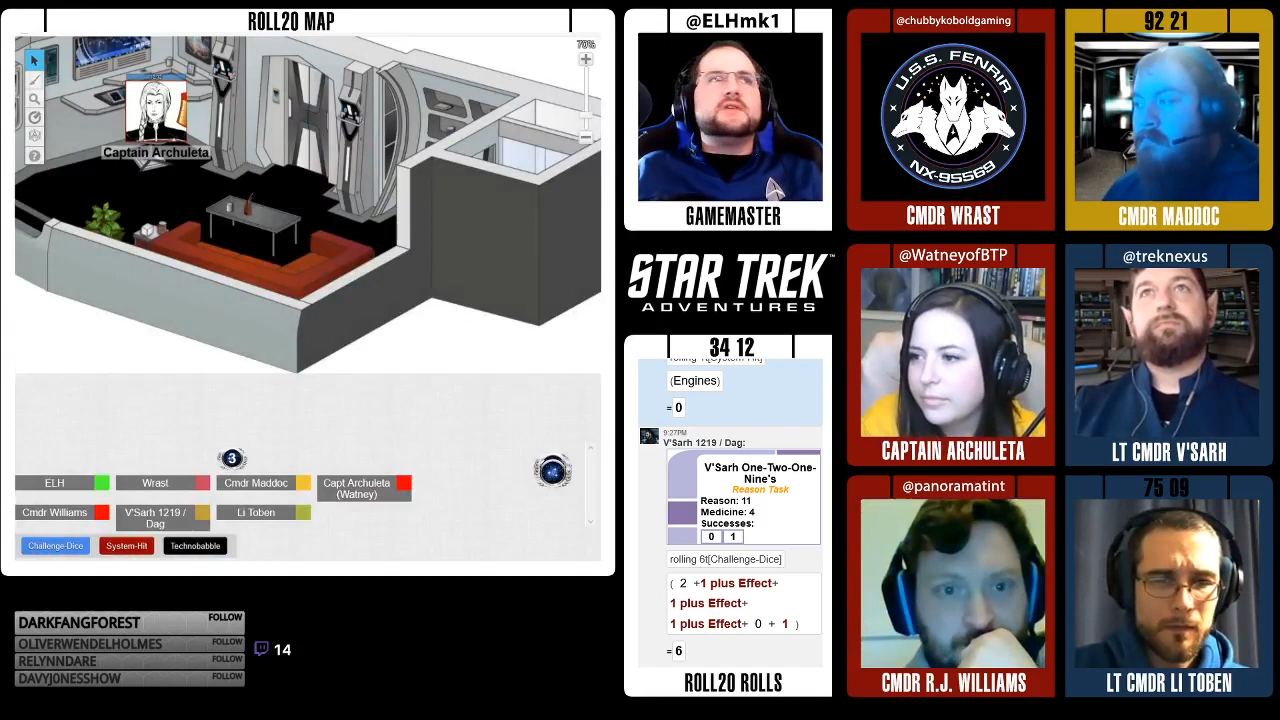 ROLL20 MAP
70%
Captain Archuleta
3
ELH
Wrast
Cmdr Maddoc
Capt Archuleta
(Watney)
Cmdr Williams
V'Sarh 1219 /
Dag
Li Toben
Challenge-Dice
System-Hit
Technobabble
DARKFANGFOREST
FOLLOW
OLIVERWENDELHOLMES
FOLLOW
RELYNNDARE
FOLLOW
DAVYJ0NESSHOW
FOLLOW
14
@ELHmk1
GAMEMASTER
STAR TREK™
ADVENTURES
34 12
(Engines)
= 0
9:27PM
V'Sarh 1219 / Dag:
V'Sarh One-Two-One-
Nine's
Reason Task
Reason: 11
Medicine: 4
Successes:
0 1
rolling 6t[Challenge-Dice]
( 2 +1 plus Effect+
1 plus Effect+
1 plus Effect+ 0 + 1 )
= 6
ROLL20 ROLLS
@chubbykoboldgaming
U.S.S. FENRIR
NX-95569
CMDR WRAST
92 21
CMDR MADDOC
@WatneyofBTP
CAPTAIN ARCHULETA
@treknexus
LT CMDR V'SARH
@panoramatint
CMDR R.J. WILLIAMS
75 09
LT CMDR LI TOBEN